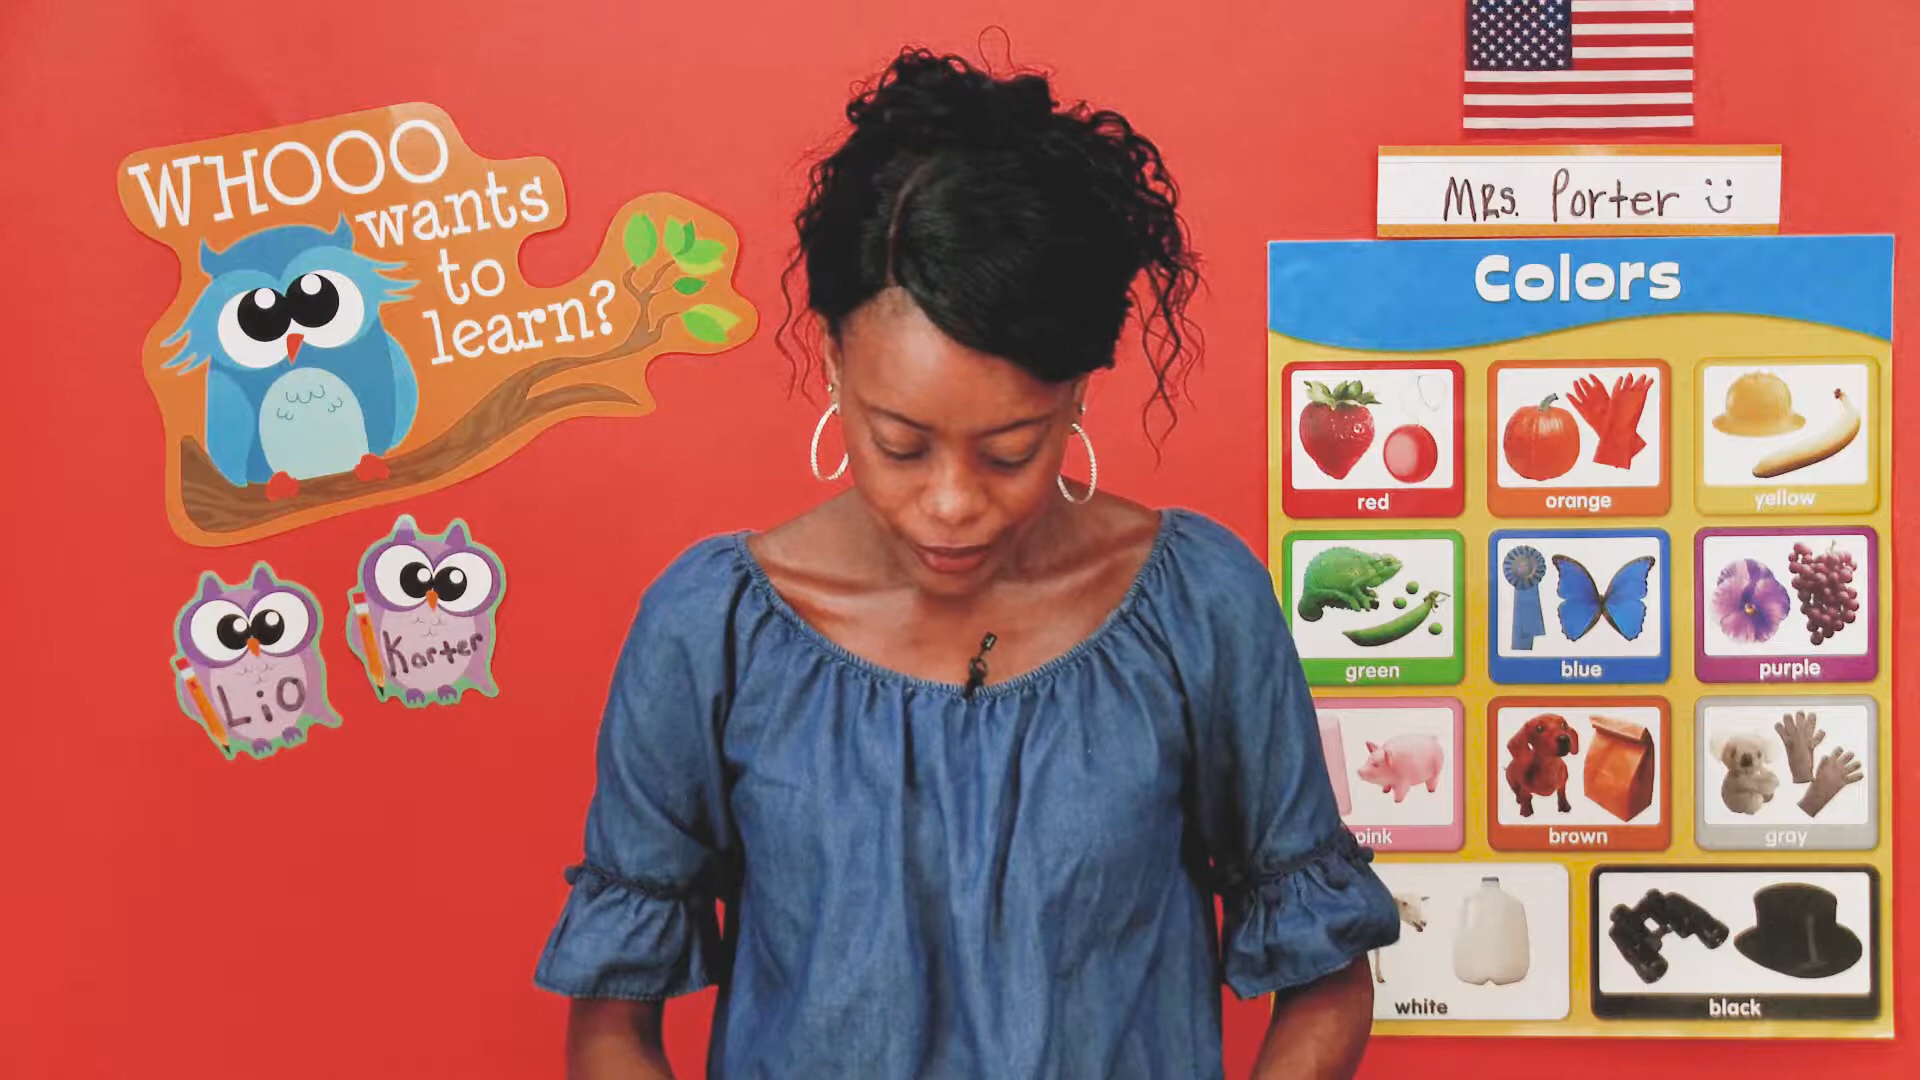 WHOOO
wants
to
learn?
Lio
Karter
MRS. Porter
Colors
red
orange
yellow
green
blue
purple
pink
brown
gray
white
black